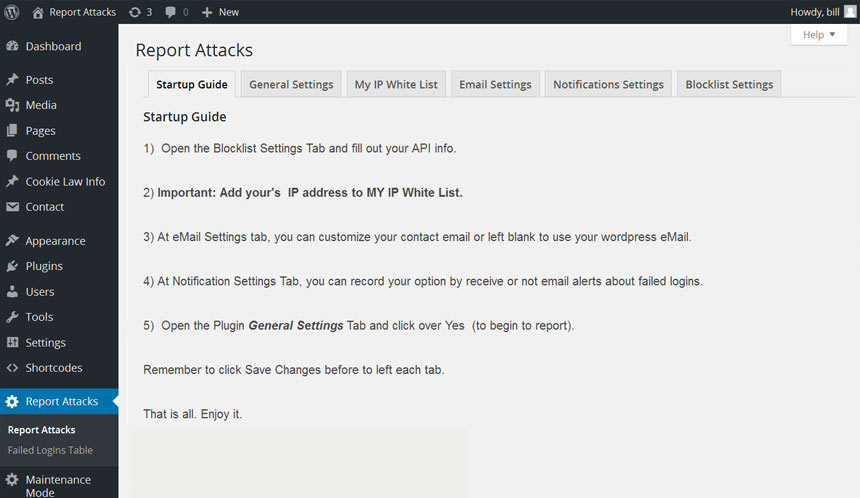 Report Attacks 3 0 New Howdy, bill
Help
Dashboard
Posts
Media
Pages
Comments
Cookie Law Info
Contact
Appearance
Plugins
Users
Tools
Settings
Shortcodes
Report Attacks
Report Attacks
Failed Logins Table
Maintenance
Mode
Report Attacks
Startup Guide General Settings My IP White List Email Settings Notifications Settings Blocklist Settings
Startup Guide
1) Open the Blocklist Settings Tab and fill out your API info.
2) Important: Add your's IP address to MY IP White List.
3) At eMail Settings tab, you can customize your contact email or left blank to use your wordpress eMail.
4) At Notification Settings Tab, you can record your option by receive or not email alerts about failed logins.
5) Open the Plugin General Settings Tab and click over Yes (to begin to report).
Remember to click Save Changes before to left each tab.
That is all. Enjoy it.